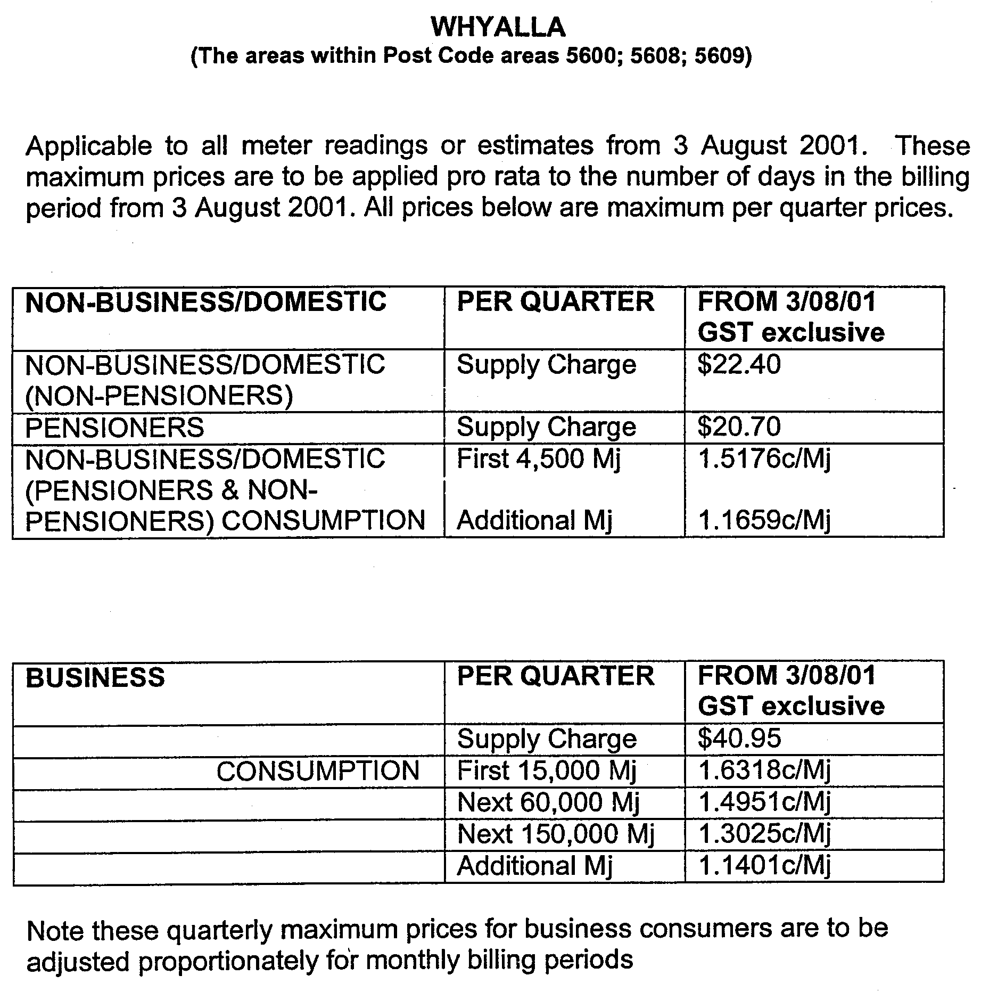 WHYALLA
(The areas within Post Code areas 5600; 5608; 5609)
Applicable to all meter readings or estimates from 3 August 2001. These
maximum prices are to be applied pro rata to the number of days in the billing
period from 3 August 2001. All prices below are maximum per quarter prices.
NON-BUSINESS/DOMESTIC PER QUARTER FROM 3/08/01
GST exclusive
NON-BUSINESS/DOMESTIC Supply Charge $22.40
(NON-PENSIONERS)
PENSIONERS Supply Charge $20.70
NON-BUSINESS/DOMESTIC First 4,500 Mj 1.5176c/Mj
(PENSIONERS & NON-
PENSIONERS) CONSUMPTION Additional Mj 1.1659c/Mj
BUSINESS PER QUARTER FROM 3/08/01
GST exclusive
Supply Charge $40.95
CONSUMPTION First 15,000 Mj 1.6318c/Mj
Next 60,000 Mj 1.4951c/Mj
Next 150,000 Mj 1.3025c/Mj
Additional Mj 1.1401c/Mj
Note these quarterly maximum prices for business consumers are to be
adjusted proportionately for monthly billing periods